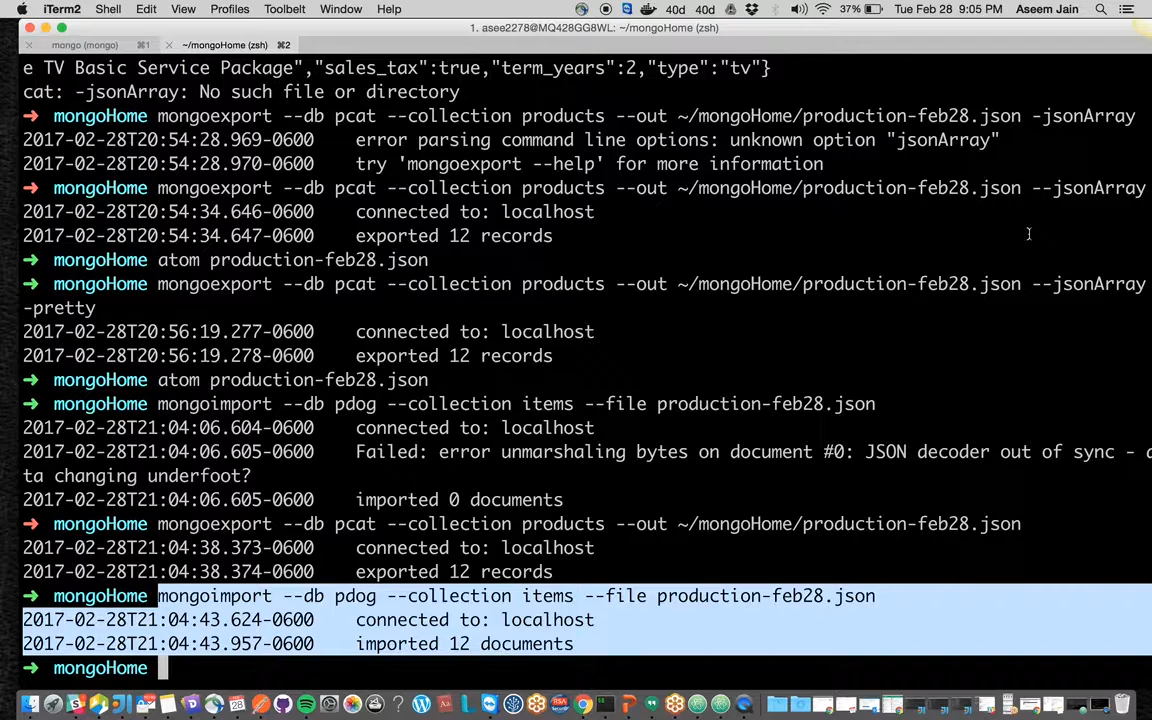 iTerm2 Shell Edit View Profiles Toolbelt Window Help 40d 40d 37% Tue Feb 28 9:05 PM Aseem Jain
1. asee2278@MQ428GG8WL: ~/mongoHome (zsh)
mongo (mongo) ⌘1 ~/mongoHome (zsh) ⌘2
e TV Basic Service Package","sales_tax":true,"term_years":2,"type":"tv"}
cat: -jsonArray: No such file or directory
➜ mongoHome mongoexport --db pcat --collection products --out ~/mongoHome/production-feb28.json -jsonArray
2017-02-28T20:54:28.969-0600 error parsing command line options: unknown option "jsonArray"
2017-02-28T20:54:28.970-0600 try 'mongoexport --help' for more information
➜ mongoHome mongoexport --db pcat --collection products --out ~/mongoHome/production-feb28.json --jsonArray
2017-02-28T20:54:34.646-0600 connected to: localhost
2017-02-28T20:54:34.647-0600 exported 12 records
➜ mongoHome atom production-feb28.json
➜ mongoHome mongoexport --db pcat --collection products --out ~/mongoHome/production-feb28.json --jsonArray
-pretty
2017-02-28T20:56:19.277-0600 connected to: localhost
2017-02-28T20:56:19.278-0600 exported 12 records
➜ mongoHome atom production-feb28.json
➜ mongoHome mongoimport --db pdog --collection items --file production-feb28.json
2017-02-28T21:04:06.604-0600 connected to: localhost
2017-02-28T21:04:06.605-0600 Failed: error unmarshaling bytes on document #0: JSON decoder out of sync -
ta changing underfoot?
2017-02-28T21:04:06.605-0600 imported 0 documents
➜ mongoHome mongoexport --db pcat --collection products --out ~/mongoHome/production-feb28.json
2017-02-28T21:04:38.373-0600 connected to: localhost
2017-02-28T21:04:38.374-0600 exported 12 records
➜ mongoHome mongoimport --db pdog --collection items --file production-feb28.json
2017-02-28T21:04:43.624-0600 connected to: localhost
2017-02-28T21:04:43.957-0600 imported 12 documents
➜ mongoHome